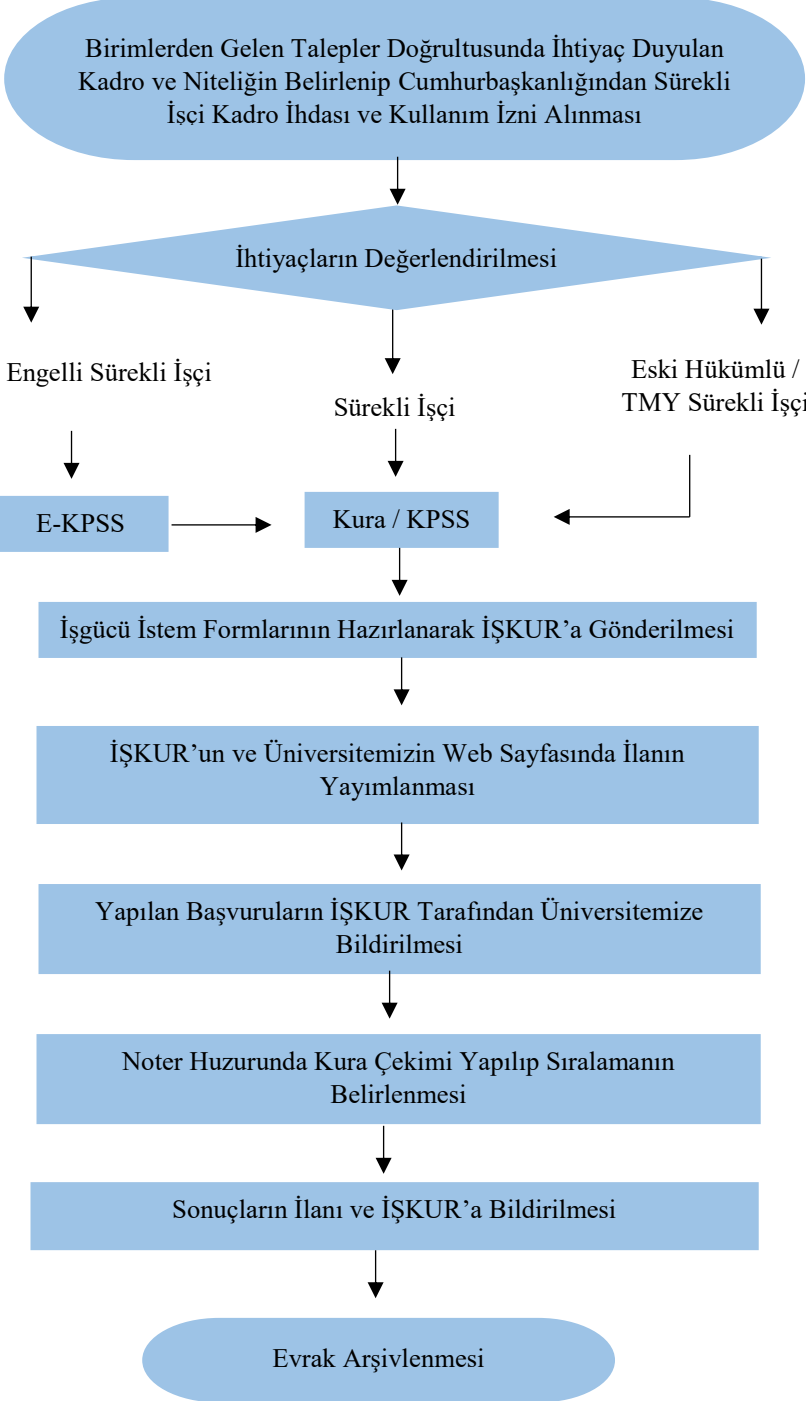 Birimlerden Gelen Talepler Doğrultusunda İhtiyaç Duyulan
Kadro ve Niteliğin Belirlenip Cumhurbaşkanlığından Sürekli
İşçi Kadro İhdası ve Kullanım İzni Alınması
İhtiyaçların Değerlendirilmesi
Engelli Sürekli İşçi
Sürekli İşçi
Eski Hükümlü /
TMY Sürekli İşçi
E-KPSS
Kura / KPSS
İşgücü İstem Formlarının Hazırlanarak İŞKUR’a Gönderilmesi
İŞKUR’un ve Üniversitemizin Web Sayfasında İlanın
Yayımlanması
Yapılan Başvuruların İŞKUR Tarafından Üniversitemize
Bildirilmesi
Noter Huzurunda Kura Çekimi Yapılıp Sıralamanın
Belirlenmesi
Sonuçların İlanı ve İŞKUR’a Bildirilmesi
Evrak Arşivlenmesi